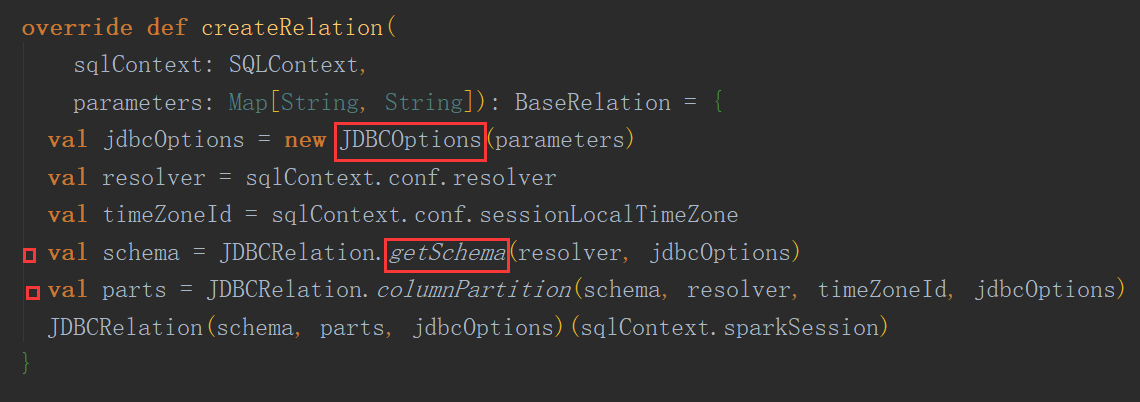 override def createRelation(
sqlContext: SQLContext,
parameters: Map[String, String]): BaseRelation = {
val jdbcOptions = new JDBCOptions(parameters)
val resolver = sqlContext.conf.resolver
val timeZoneId = sqlContext.conf.sessionLocalTimeZone
val schema = JDBCRelation.getSchema(resolver, jdbcOptions)
val parts = JDBCRelation.columnPartition(schema, resolver, timeZoneId, jdbcOptions)
JDBCRelation(schema, parts, jdbcOptions)(sqlContext.sparkSession)
}